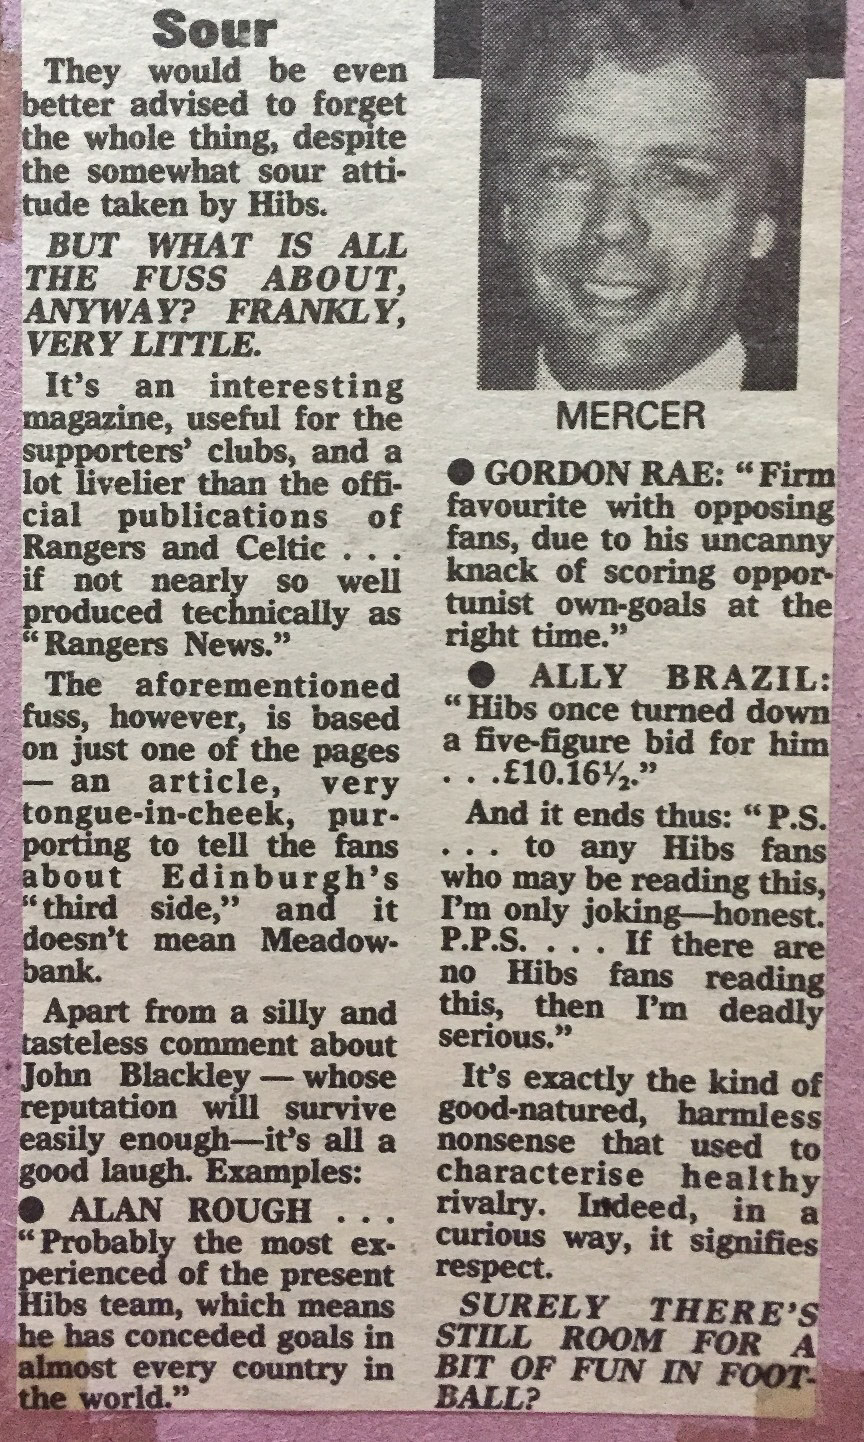 Sour
They would be even
better advised to forget
the whole thing, despite
the somewhat sour atti-
tude taken by Hibs.
BUT WHAT IS ALL
THE FUSS ABOUT,
ANYWAY? FRANKLY,
VERY LITTLE.
It's an interesting
magazine, useful for the
supporters' clubs, and a
lot livelier than the offi-
cial publications of
Rangers and Celtic . . .
if not nearly so well
produced technically as
“Rangers News.”
The aforementioned
fuss, however, is based
on just one of the pages
— an article, very
tongue-in-cheek, pur-
porting to tell the fans
about Edinburgh's
“third side,” and it
doesn't mean Meadow-
bank.
Apart from a silly and
tasteless comment about
John Blackley — whose
reputation will survive
easily enough—it's all a
good laugh. Examples:
● ALAN ROUGH . . .
“Probably the most ex-
perienced of the present
Hibs team, which means
he has conceded goals in
almost every country in
the world.”
MERCER
● GORDON RAE: “Firm
favourite with opposing
fans, due to his uncanny
knack of scoring oppor-
tunist own-goals at the
right time.”
● ALLY BRAZIL:
“Hibs once turned down
a five-figure bid for him
. . .£10.16½.”
And it ends thus: “P.S.
. . . to any Hibs fans
who may be reading this,
I'm only joking—honest.
P.P.S. . . . If there are
no Hibs fans reading
this, then I'm deadly
serious.”
It's exactly the kind of
good-natured, harmless
nonsense that used to
characterise healthy
rivalry. Indeed, in a
curious way, it signifies
respect.
SURELY THERE'S
STILL ROOM FOR A
BIT OF FUN IN FOOT-
BALL?